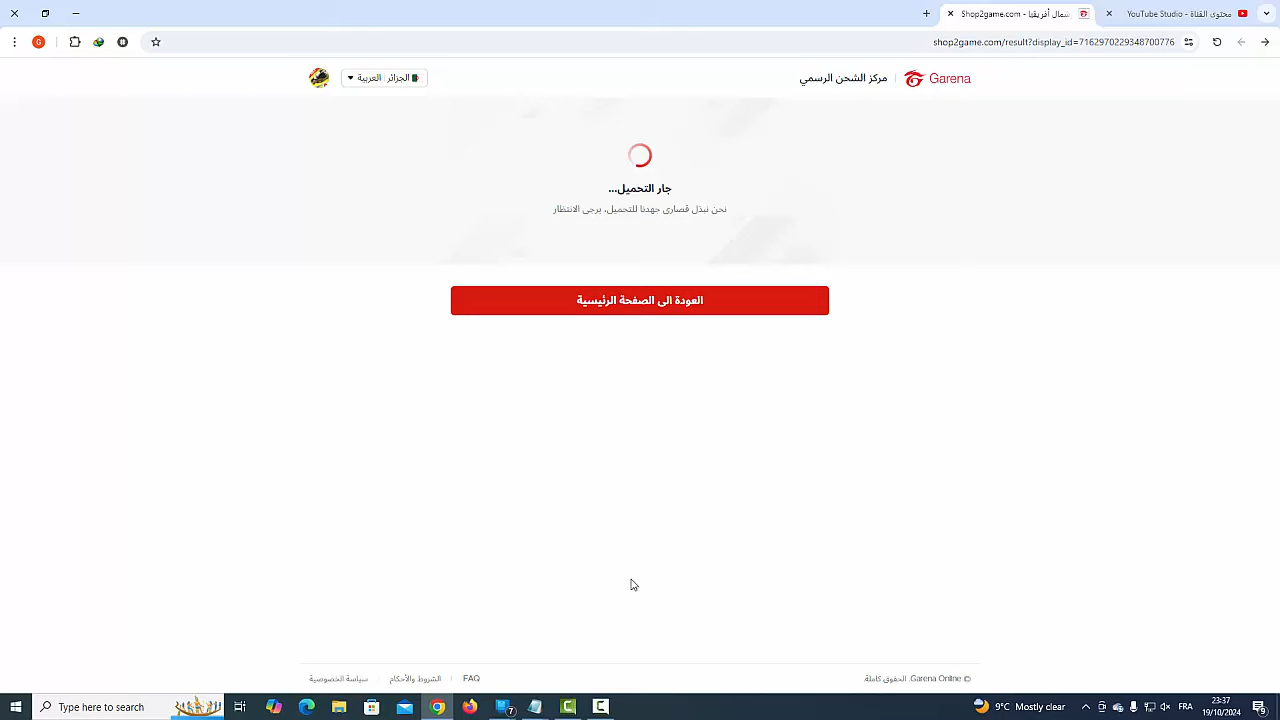 شمال أفريقيا - Shop2game.com
محتوى القناة - YouTube Studio
shop2game.com/result?display_id=7162970229348700776
G
Garena
مركز الشحن الرسمي
الجزائر | العربية
جار التحميل...
نحن نبذل قصارى جهدنا للتحميل، يرجى الانتظار
العودة الى الصفحة الرئيسية
© Garena Online. الحقوق كاملة.
FAQ
الشروط والأحكام
سياسة الخصوصية
Type here to search
9°C Mostly clear
FRA
23:37
19/10/2024